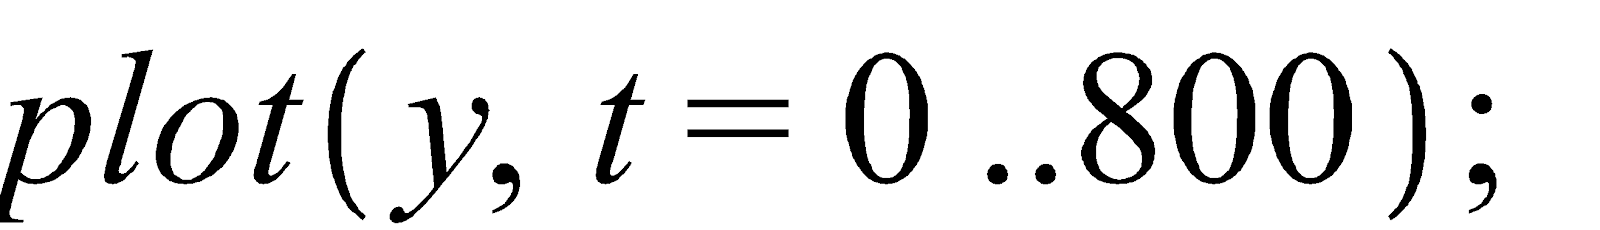 plot(y, t = 0 ..800);